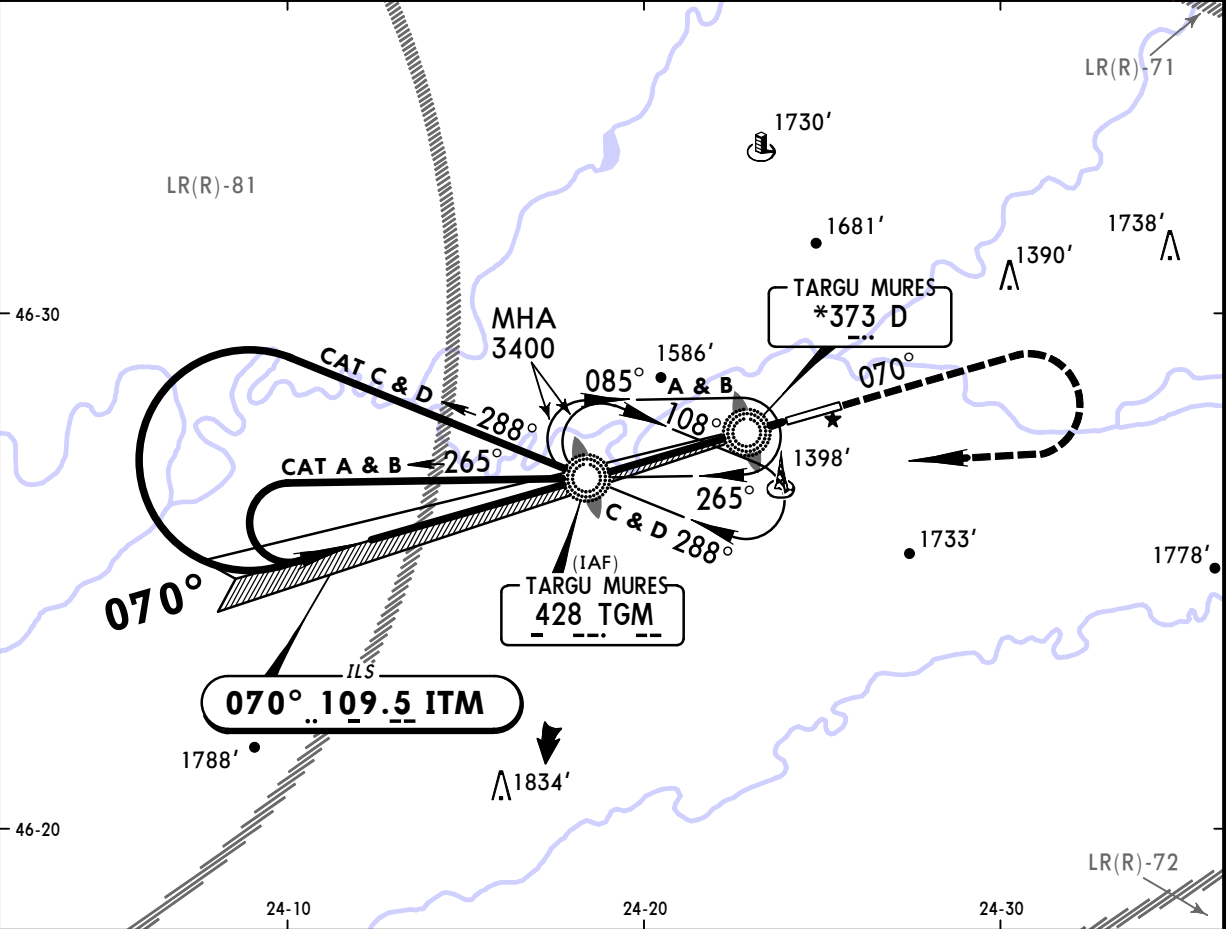 LR(R)-71
1730′
LR(R)-81
1681′
1738′
1390′
TARGU MURES
*373 D
46-30
MHA
3400
1586′
CAT C & D
288°
085°
A & B
108°
070°
CAT A & B
265°
265°
1398′
C & D 288°
1733′
1778′
070°
(IAF)
TARGU MURES
428 TGM
ILS
070° 109.5 ITM
1788′
1834′
46-20
LR(R)-72
24-10
24-20
24-30